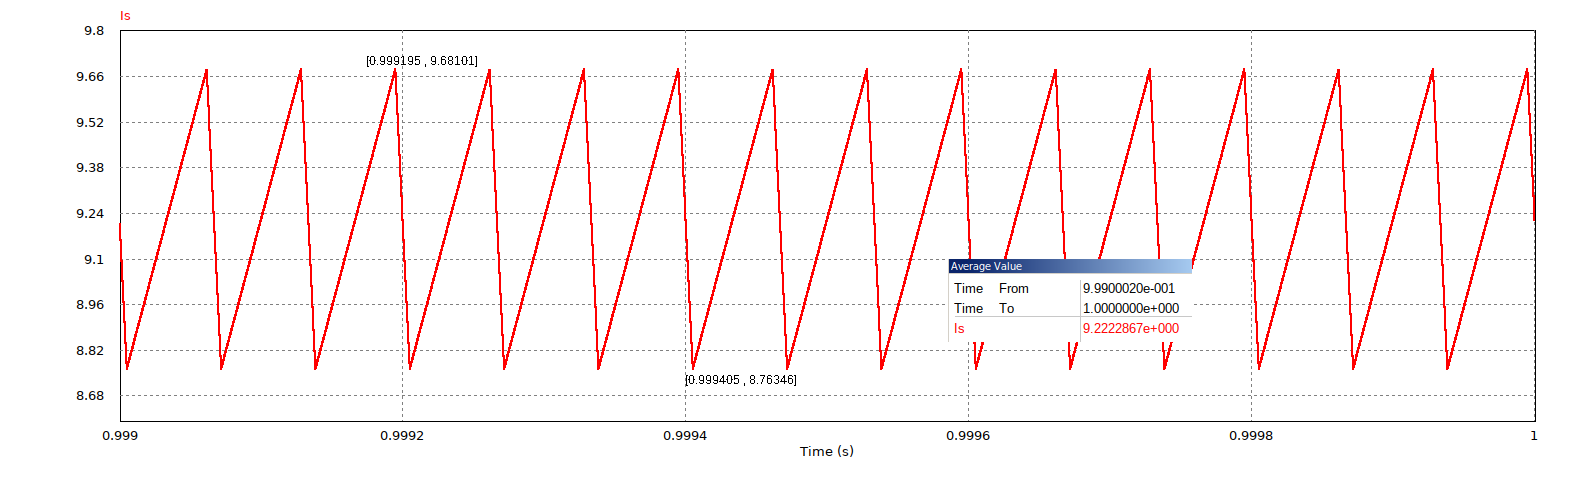 Is
9.8
[0.999195 , 9.68101]
9.66
9.52
9.38
9.24
9.1
Average Value
Time From 9.9900020e-001
8.96
Time To 1.0000000e+000
Is 9.2222867e+000
8.82
[0.999405 , 8.76346]
8.68
0.999 0.9992 0.9994 0.9996 0.9998 1
Time (s)